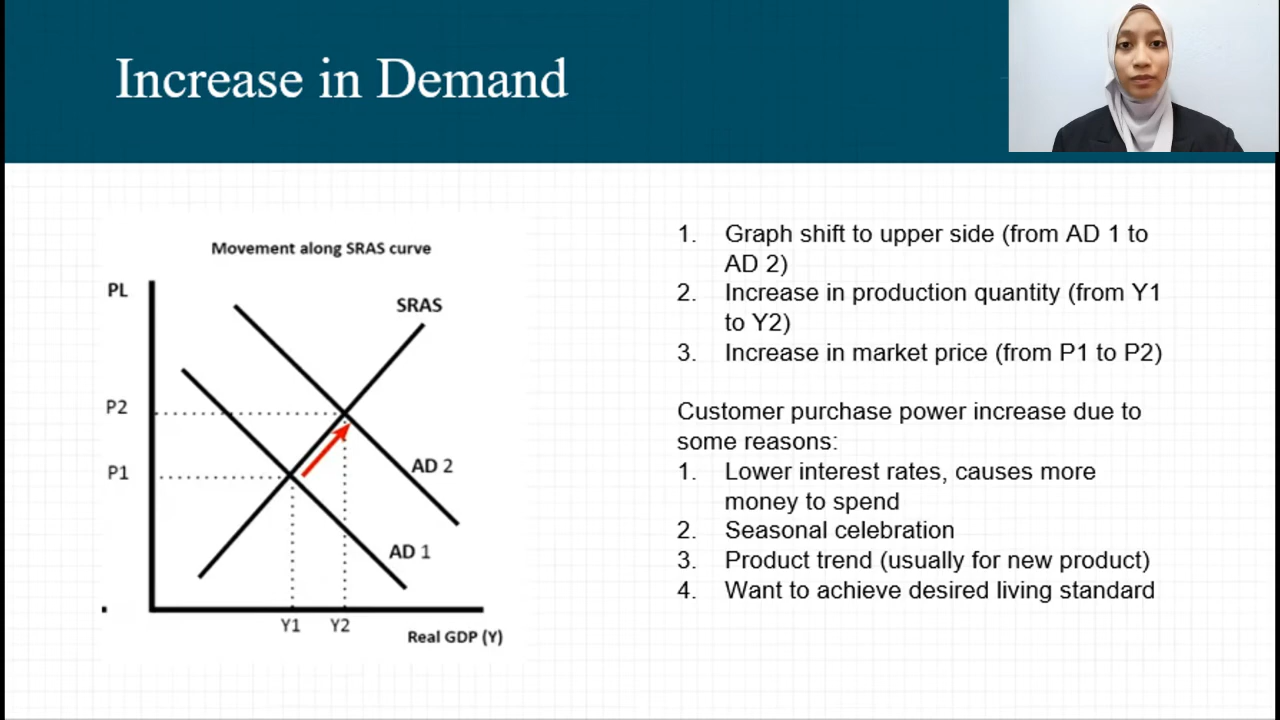 Increase in Demand
Movement along SRAS curve
PL
SRAS
P2
P1
AD 2
AD 1
Y1
Y2
Real GDP (Y)
1. Graph shift to upper side (from AD 1 to
AD 2)
2. Increase in production quantity (from Y1
to Y2)
3. Increase in market price (from P1 to P2)
Customer purchase power increase due to
some reasons:
1. Lower interest rates, causes more
money to spend
2. Seasonal celebration
3. Product trend (usually for new product)
4. Want to achieve desired living standard